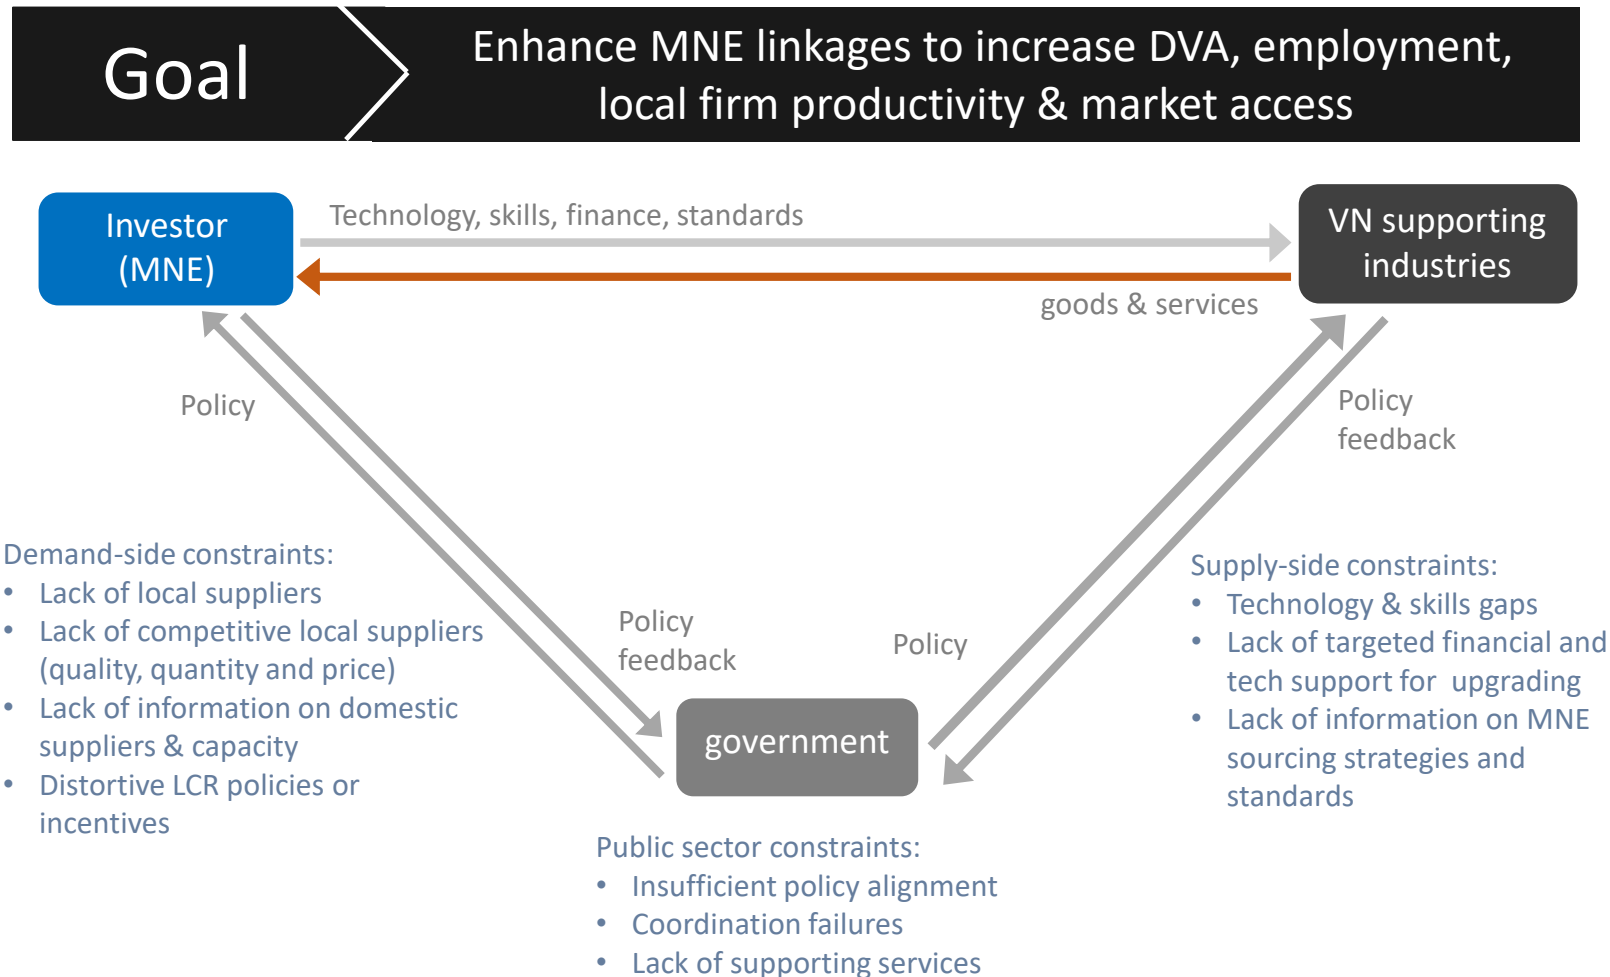 Goal
Enhance MNE linkages to increase DVA, employment,
local firm productivity & market access
Investor
(MNE)
Technology, skills, finance, standards
VN supporting
industries
goods & services
Policy
Policy
feedback
Demand-side constraints:
• Lack of local suppliers
• Lack of competitive local suppliers
(quality, quantity and price)
• Lack of information on domestic
suppliers & capacity
• Distortive LCR policies or
incentives
Policy
feedback
Policy
government
Supply-side constraints:
• Technology & skills gaps
• Lack of targeted financial and
tech support for upgrading
• Lack of information on MNE
sourcing strategies and
standards
Public sector constraints:
• Insufficient policy alignment
• Coordination failures
• Lack of supporting services